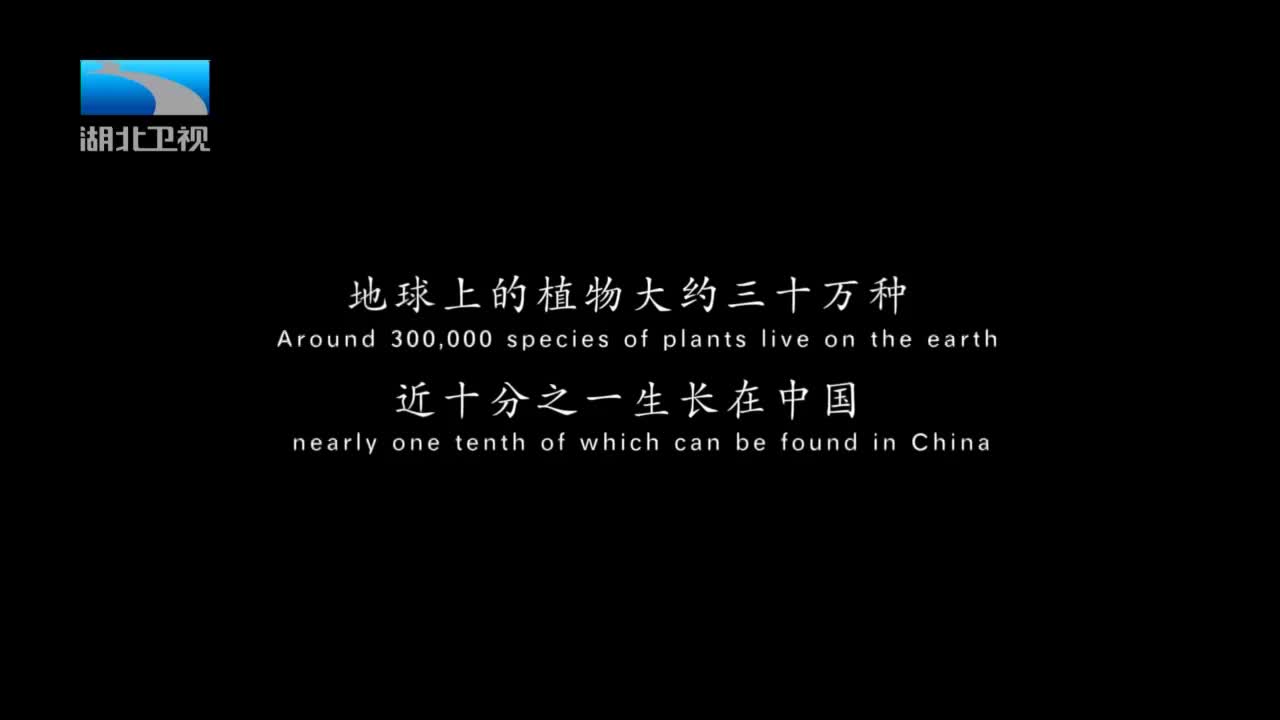 湖北卫视
地球上的植物大约三十万种
Around 300,000 species of plants live on the earth
近十分之一生长在中国
nearly one tenth of which can be found in China